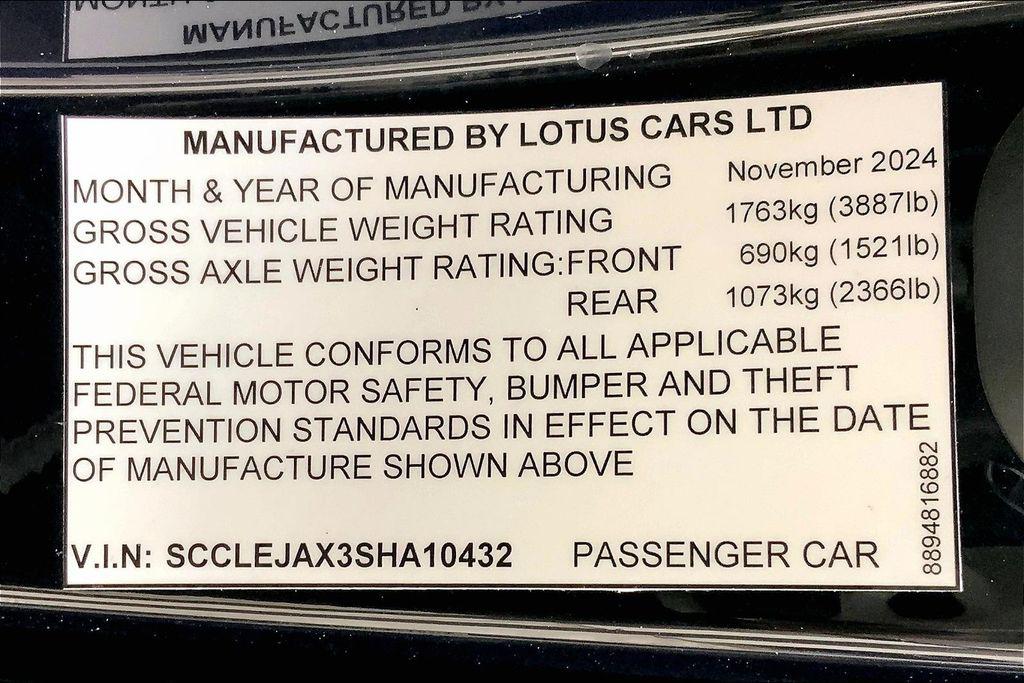 MANUFACTURED BY
MANUFACTURED BY LOTUS CARS LTD
MONTH & YEAR OF MANUFACTURING November 2024
GROSS VEHICLE WEIGHT RATING 1763kg (3887lb)
GROSS AXLE WEIGHT RATING:FRONT 690kg (1521lb)
REAR 1073kg (2366lb)
THIS VEHICLE CONFORMS TO ALL APPLICABLE
FEDERAL MOTOR SAFETY, BUMPER AND THEFT
PREVENTION STANDARDS IN EFFECT ON THE DATE
OF MANUFACTURE SHOWN ABOVE
8894816882
V.I.N: SCCLEJAX3SHA10432 PASSENGER CAR